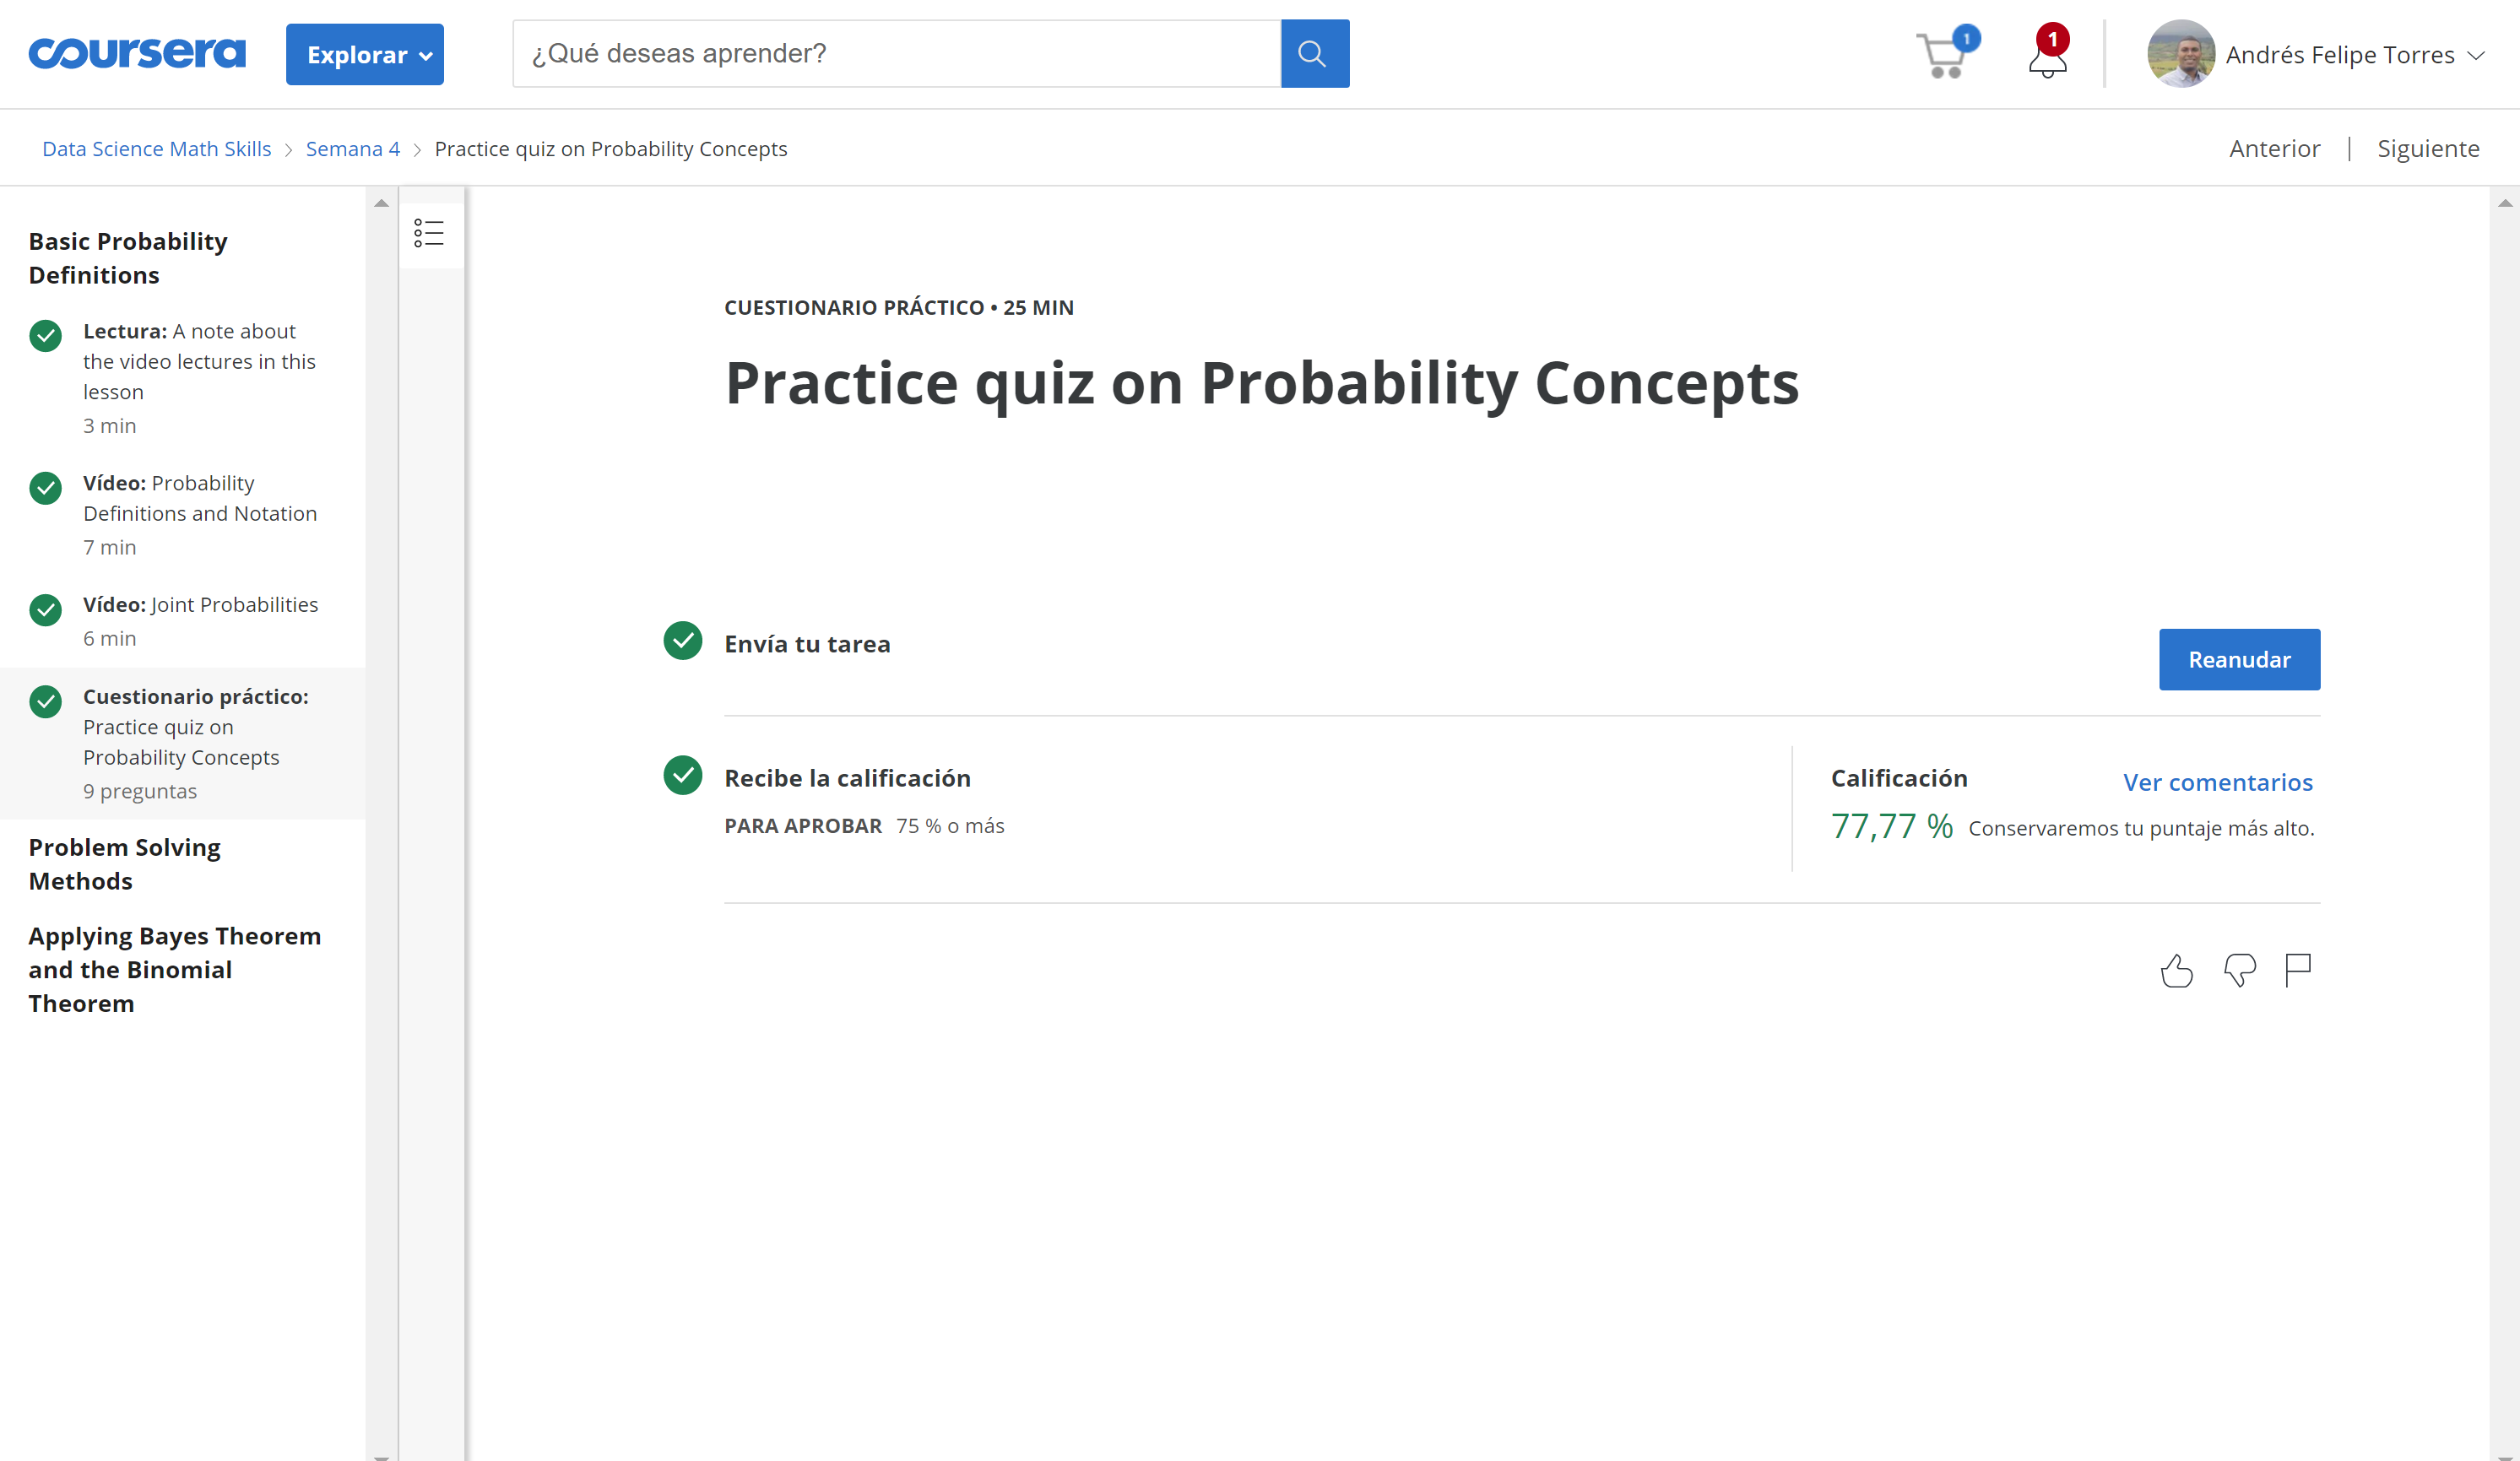 coursera
Explorar
¿Qué deseas aprender?
1
1
Andrés Felipe Torres
Data Science Math Skills
Semana 4
Practice quiz on Probability Concepts
Anterior
Siguiente
Basic Probability
Definitions
Lectura: A note about
the video lectures in this
lesson
3 min
Vídeo: Probability
Definitions and Notation
7 min
Vídeo: Joint Probabilities
6 min
Cuestionario práctico:
Practice quiz on
Probability Concepts
9 preguntas
Problem Solving
Methods
Applying Bayes Theorem
and the Binomial
Theorem
CUESTIONARIO PRÁCTICO • 25 MIN
Practice quiz on Probability Concepts
Envía tu tarea
Reanudar
Recibe la calificación
PARA APROBAR 75 % o más
Calificación
Ver comentarios
77,77 % Conservaremos tu puntaje más alto.